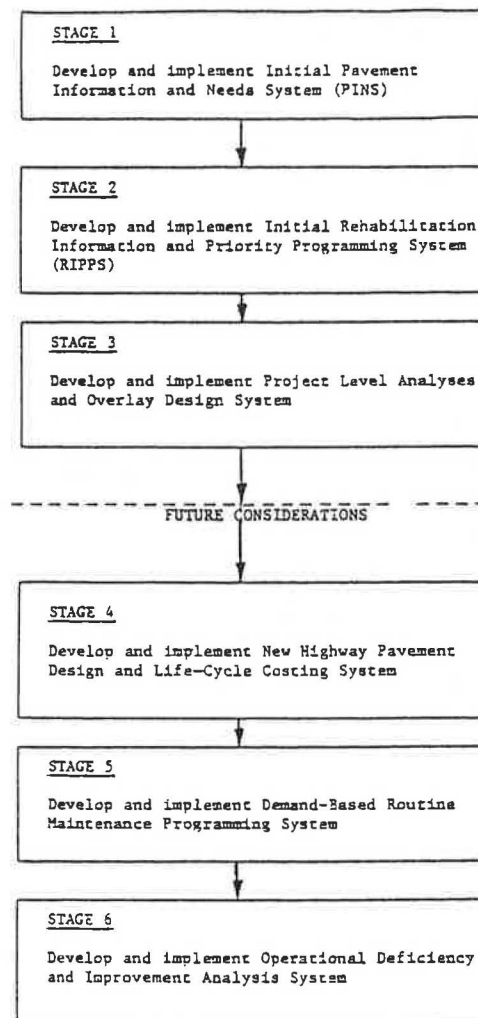 STAGE 1
Develop and implement Initial Pavement
Information and Needs System (PINS)
STAGE 2
Develop and implement Initial Rehabilitation
Information and Priority Programming System
(RIPPS)
STAGE 3
Develop and implement Project Level Analyses
and Overlay Design System
FUTURE CONSIDERATIONS
STAGE 4
Develop and implement New Highway Pavement
Design and Life-Cycle Costing System
STAGE 5
Develop and implement Demand-Based Routine
Maintenance Programming System
STAGE 6
Develop and implement Operational Deficiency
and Improvement Analysis System